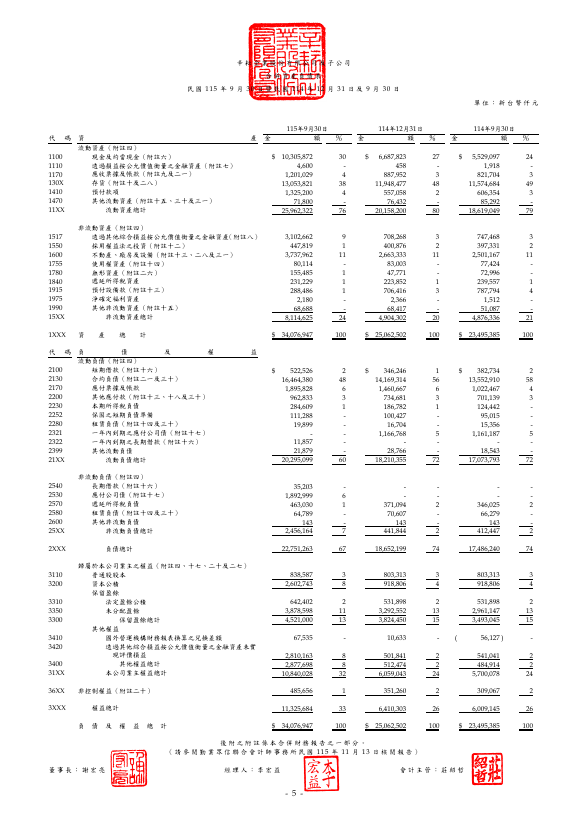 民國 115 年 9 月 30 日
12 月 31 日及 9 月 30 日
單位：新台幣仟元
115年9月30日 114年12月31日 114年9月30日
代 碼 資 產 金 額 % 金 額 % 金 額 %
流動資產（附註四）
1100 現金及約當現金（附註六） $ 10,305,872 30 $ 6,687,823 27 $ 5,529,097 24
1110 透過損益按公允價值衡量之金融資產（附註七） 4,600 - 458 - 1,918 -
1170 應收票據及帳款（附註九及二一） 1,201,029 4 887,952 3 821,704 3
130X 存貨（附註十及二八） 13,053,821 38 11,948,477 48 11,574,684 49
1410 預付款項 1,325,200 4 557,058 2 606,354 3
1470 其他流動資產（附註十五、三十及三一） 71,800 - 76,432 - 85,292 -
11XX 流動資產總計 25,962,322 76 20,158,200 80 18,619,049 79
非流動資產（附註四）
1517 透過其他綜合損益按公允價值衡量之金融資產（附註八） 3,102,662 9 708,268 3 747,468 3
1550 採用權益法之投資（附註十二） 447,819 1 400,876 2 397,331 2
1600 不動產、廠房及設備（附註十三、二八及三一） 3,737,962 11 2,663,333 11 2,501,167 11
1755 使用權資產（附註十四） 80,114 - 83,003 - 77,424 -
1780 無形資產（附註二六） 155,485 1 47,771 - 72,996 -
1840 遞延所得稅資產 231,229 1 223,852 1 239,557 1
1915 預付設備款（附註十三） 288,486 1 706,416 3 787,794 4
1975 淨確定福利資產 2,180 - 2,366 - 1,512 -
1990 其他非流動資產（附註十五） 68,688 - 68,417 - 51,087 -
15XX 非流動資產總計 8,114,625 24 4,904,302 20 4,876,336 21
1XXX 資 產 總 計 $ 34,076,947 100 $ 25,062,502 100 $ 23,495,385 100
代 碼 負 債 及 權 益
流動負債（附註四）
2100 短期借款（附註十六） $ 522,526 2 $ 346,246 1 $ 382,734 2
2130 合約負債（附註二一及三十） 16,464,380 48 14,169,314 56 13,552,910 58
2170 應付票據及帳款 1,895,828 6 1,460,667 6 1,022,467 4
2200 其他應付款（附註十三、十八及三十） 962,833 3 734,681 3 701,139 3
2230 本期所得稅負債 284,609 1 186,782 1 124,442 -
2252 保固之短期負債準備 111,288 - 100,427 - 95,015 -
2280 租賃負債（附註十四及三十） 19,899 - 16,704 - 15,356 -
2321 一年內到期之應付公司債（附註十七） - - 1,166,768 5 1,161,187 5
2322 一年內到期之長期借款（附註十六） 11,857 - - - - -
2399 其他流動負債 21,879 - 28,766 - 18,543 -
21XX 流動負債總計 20,295,099 60 18,210,355 72 17,073,793 72
非流動負債（附註四）
2540 長期借款（附註十六） 35,203 - - - - -
2530 應付公司債（附註十七） 1,892,999 6 - - - -
2570 遞延所得稅負債 463,030 1 371,094 2 346,025 2
2580 租賃負債（附註十四及三十） 64,789 - 70,607 - 66,279 -
2600 其他非流動負債 143 - 143 - 143 -
25XX 非流動負債總計 2,456,164 7 441,844 2 412,447 2
2XXX 負債總計 22,751,263 67 18,652,199 74 17,486,240 74
歸屬於本公司業主之權益（附註四、十七、二十及二七）
3110 普通股股本 838,587 3 803,313 3 803,313 3
3200 資本公積 2,602,743 8 918,806 4 918,806 4
保留盈餘
3310 法定盈餘公積 642,402 2 531,898 2 531,898 2
3350 未分配盈餘 3,878,598 11 3,292,552 13 2,961,147 13
3300 保留盈餘總計 4,521,000 13 3,824,450 15 3,493,045 15
其他權益
3410 國外營運機構財務報表換算之兌換差額 67,535 - 10,633 - ( 56,127 ) -
3420 透過其他綜合損益按公允價值衡量之金融資產未實
現評價損益 2,810,163 8 501,841 2 541,041 2
3400 其他權益總計 2,877,698 8 512,474 2 484,914 2
31XX 本公司業主權益總計 10,840,028 32 6,059,043 24 5,700,078 24
36XX 非控制權益（附註二十） 485,656 1 351,260 2 309,067 2
3XXX 權益總計 11,325,684 33 6,410,303 26 6,009,145 26
負 債 及 權 益 總 計 $ 34,076,947 100 $ 25,062,502 100 $ 23,495,385 100
後附之附註係本合併財務報告之一部分。
（請參閱勤業眾信聯合會計師事務所民國 115 年 11 月 13 日核閱報告）
董事長：謝宏亮 經理人：李宏益 會計主管：莊紹哲
- 5 -